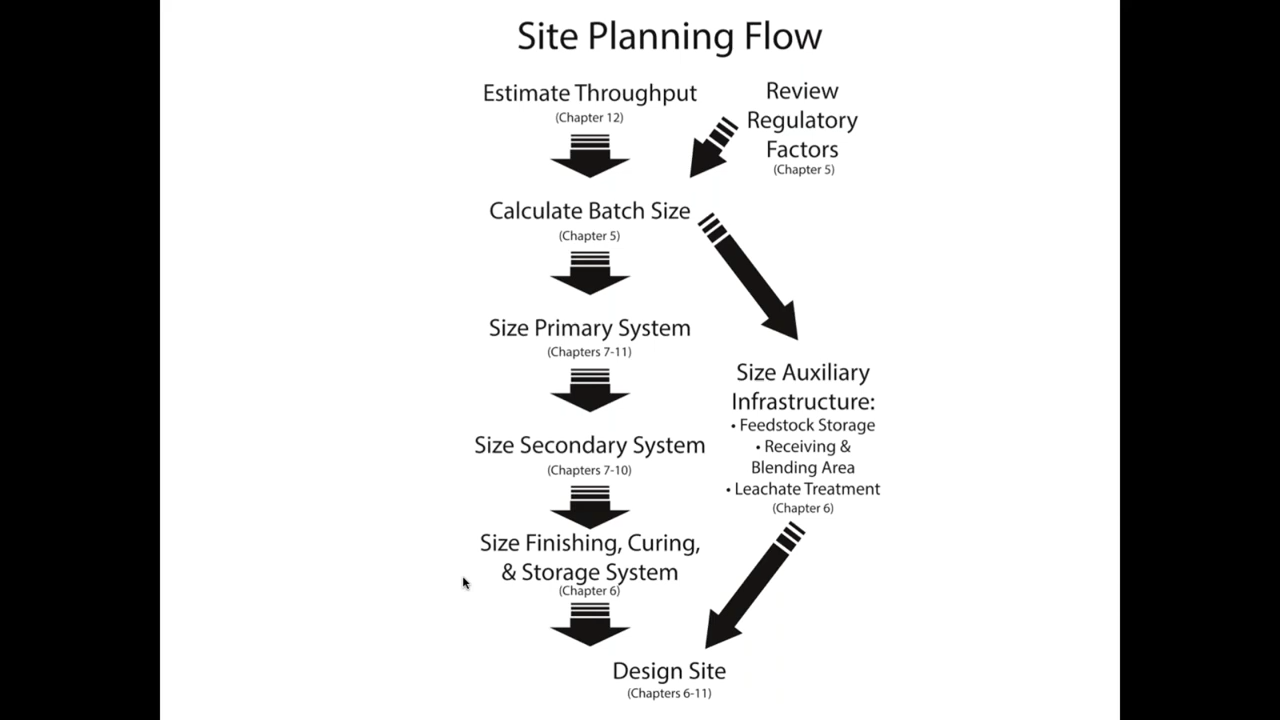 Site Planning Flow
Estimate Throughput
(Chapter 12)
Review
Regulatory
Factors
(Chapter 5)
Calculate Batch Size
(Chapter 5)
Size Primary System
(Chapters 7-11)
Size Auxiliary
Infrastructure:
• Feedstock Storage
• Receiving &
Blending Area
• Leachate Treatment
(Chapter 6)
Size Secondary System
(Chapters 7-10)
Size Finishing, Curing,
& Storage System
(Chapter 6)
Design Site
(Chapters 6-11)